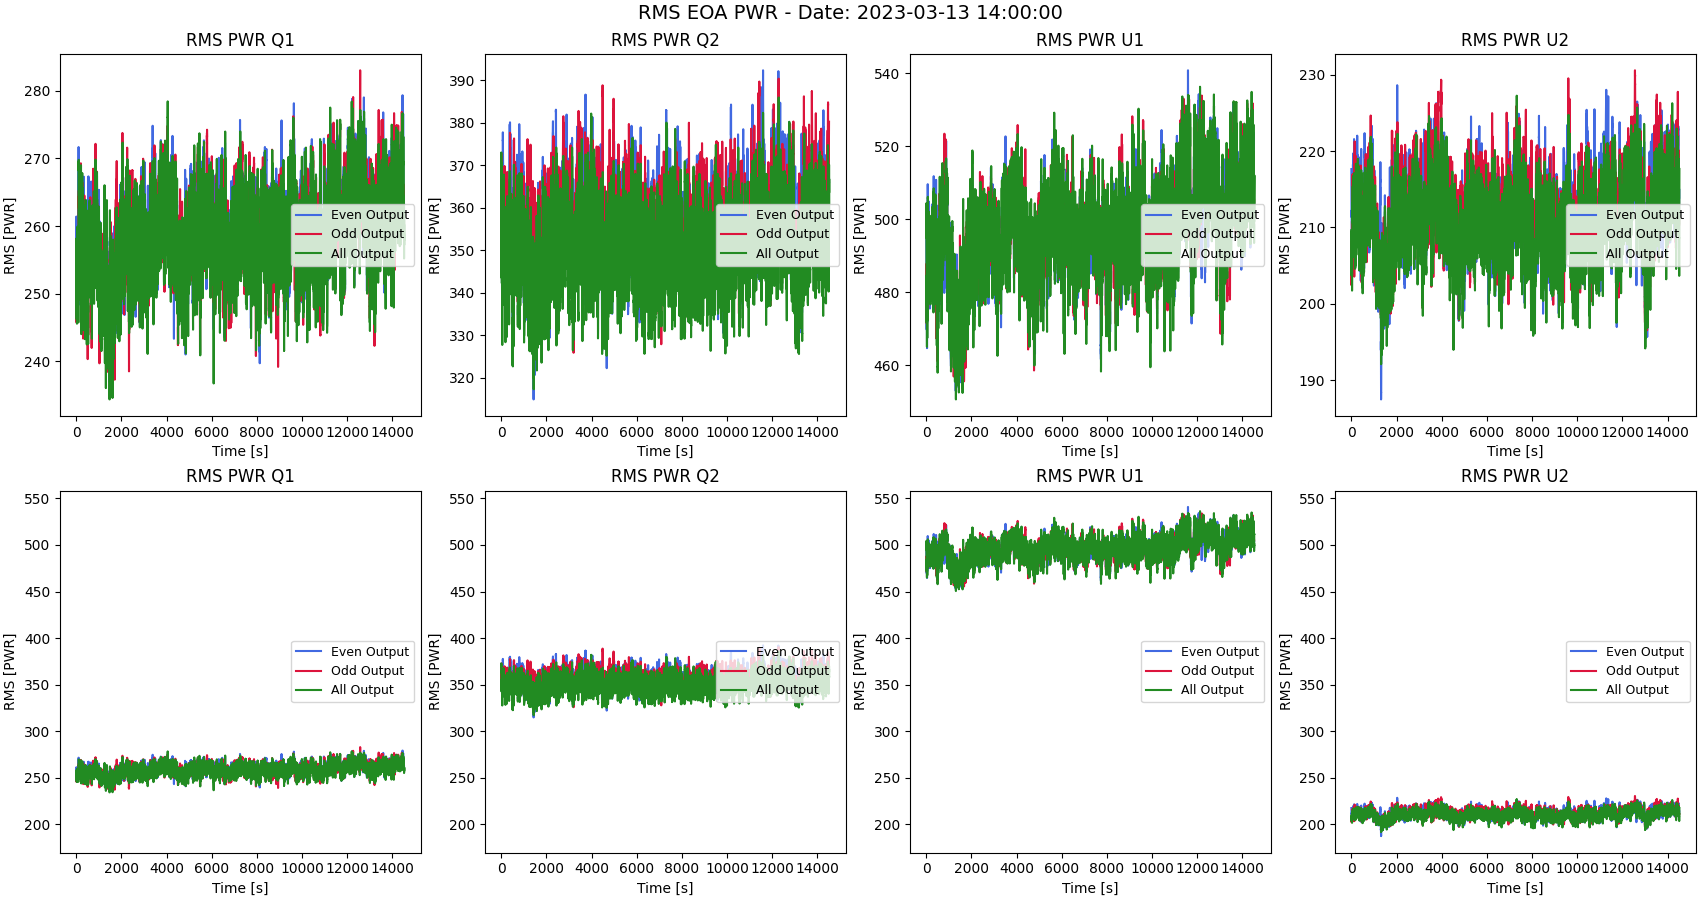 RMS EOA PWR - Date: 2023-03-13 14:00:00
RMS PWR Q1
RMS [PWR]
280
270
260
250
240
0 2000 4000 6000 8000 10000 12000 14000
Time [s]
Even Output
Odd Output
All Output
RMS PWR Q2
RMS [PWR]
390
380
370
360
350
340
330
320
0 2000 4000 6000 8000 10000 12000 14000
Time [s]
Even Output
Odd Output
All Output
RMS PWR U1
RMS [PWR]
540
520
500
480
460
0 2000 4000 6000 8000 10000 12000 14000
Time [s]
Even Output
Odd Output
All Output
RMS PWR U2
RMS [PWR]
230
220
210
200
190
0 2000 4000 6000 8000 10000 12000 14000
Time [s]
Even Output
Odd Output
All Output
RMS PWR Q1
RMS [PWR]
550
500
450
400
350
300
250
200
0 2000 4000 6000 8000 10000 12000 14000
Time [s]
Even Output
Odd Output
All Output
RMS PWR Q2
RMS [PWR]
550
500
450
400
350
300
250
200
0 2000 4000 6000 8000 10000 12000 14000
Time [s]
Even Output
Odd Output
All Output
RMS PWR U1
RMS [PWR]
550
500
450
400
350
300
250
200
0 2000 4000 6000 8000 10000 12000 14000
Time [s]
Even Output
Odd Output
All Output
RMS PWR U2
RMS [PWR]
550
500
450
400
350
300
250
200
0 2000 4000 6000 8000 10000 12000 14000
Time [s]
Even Output
Odd Output
All Output